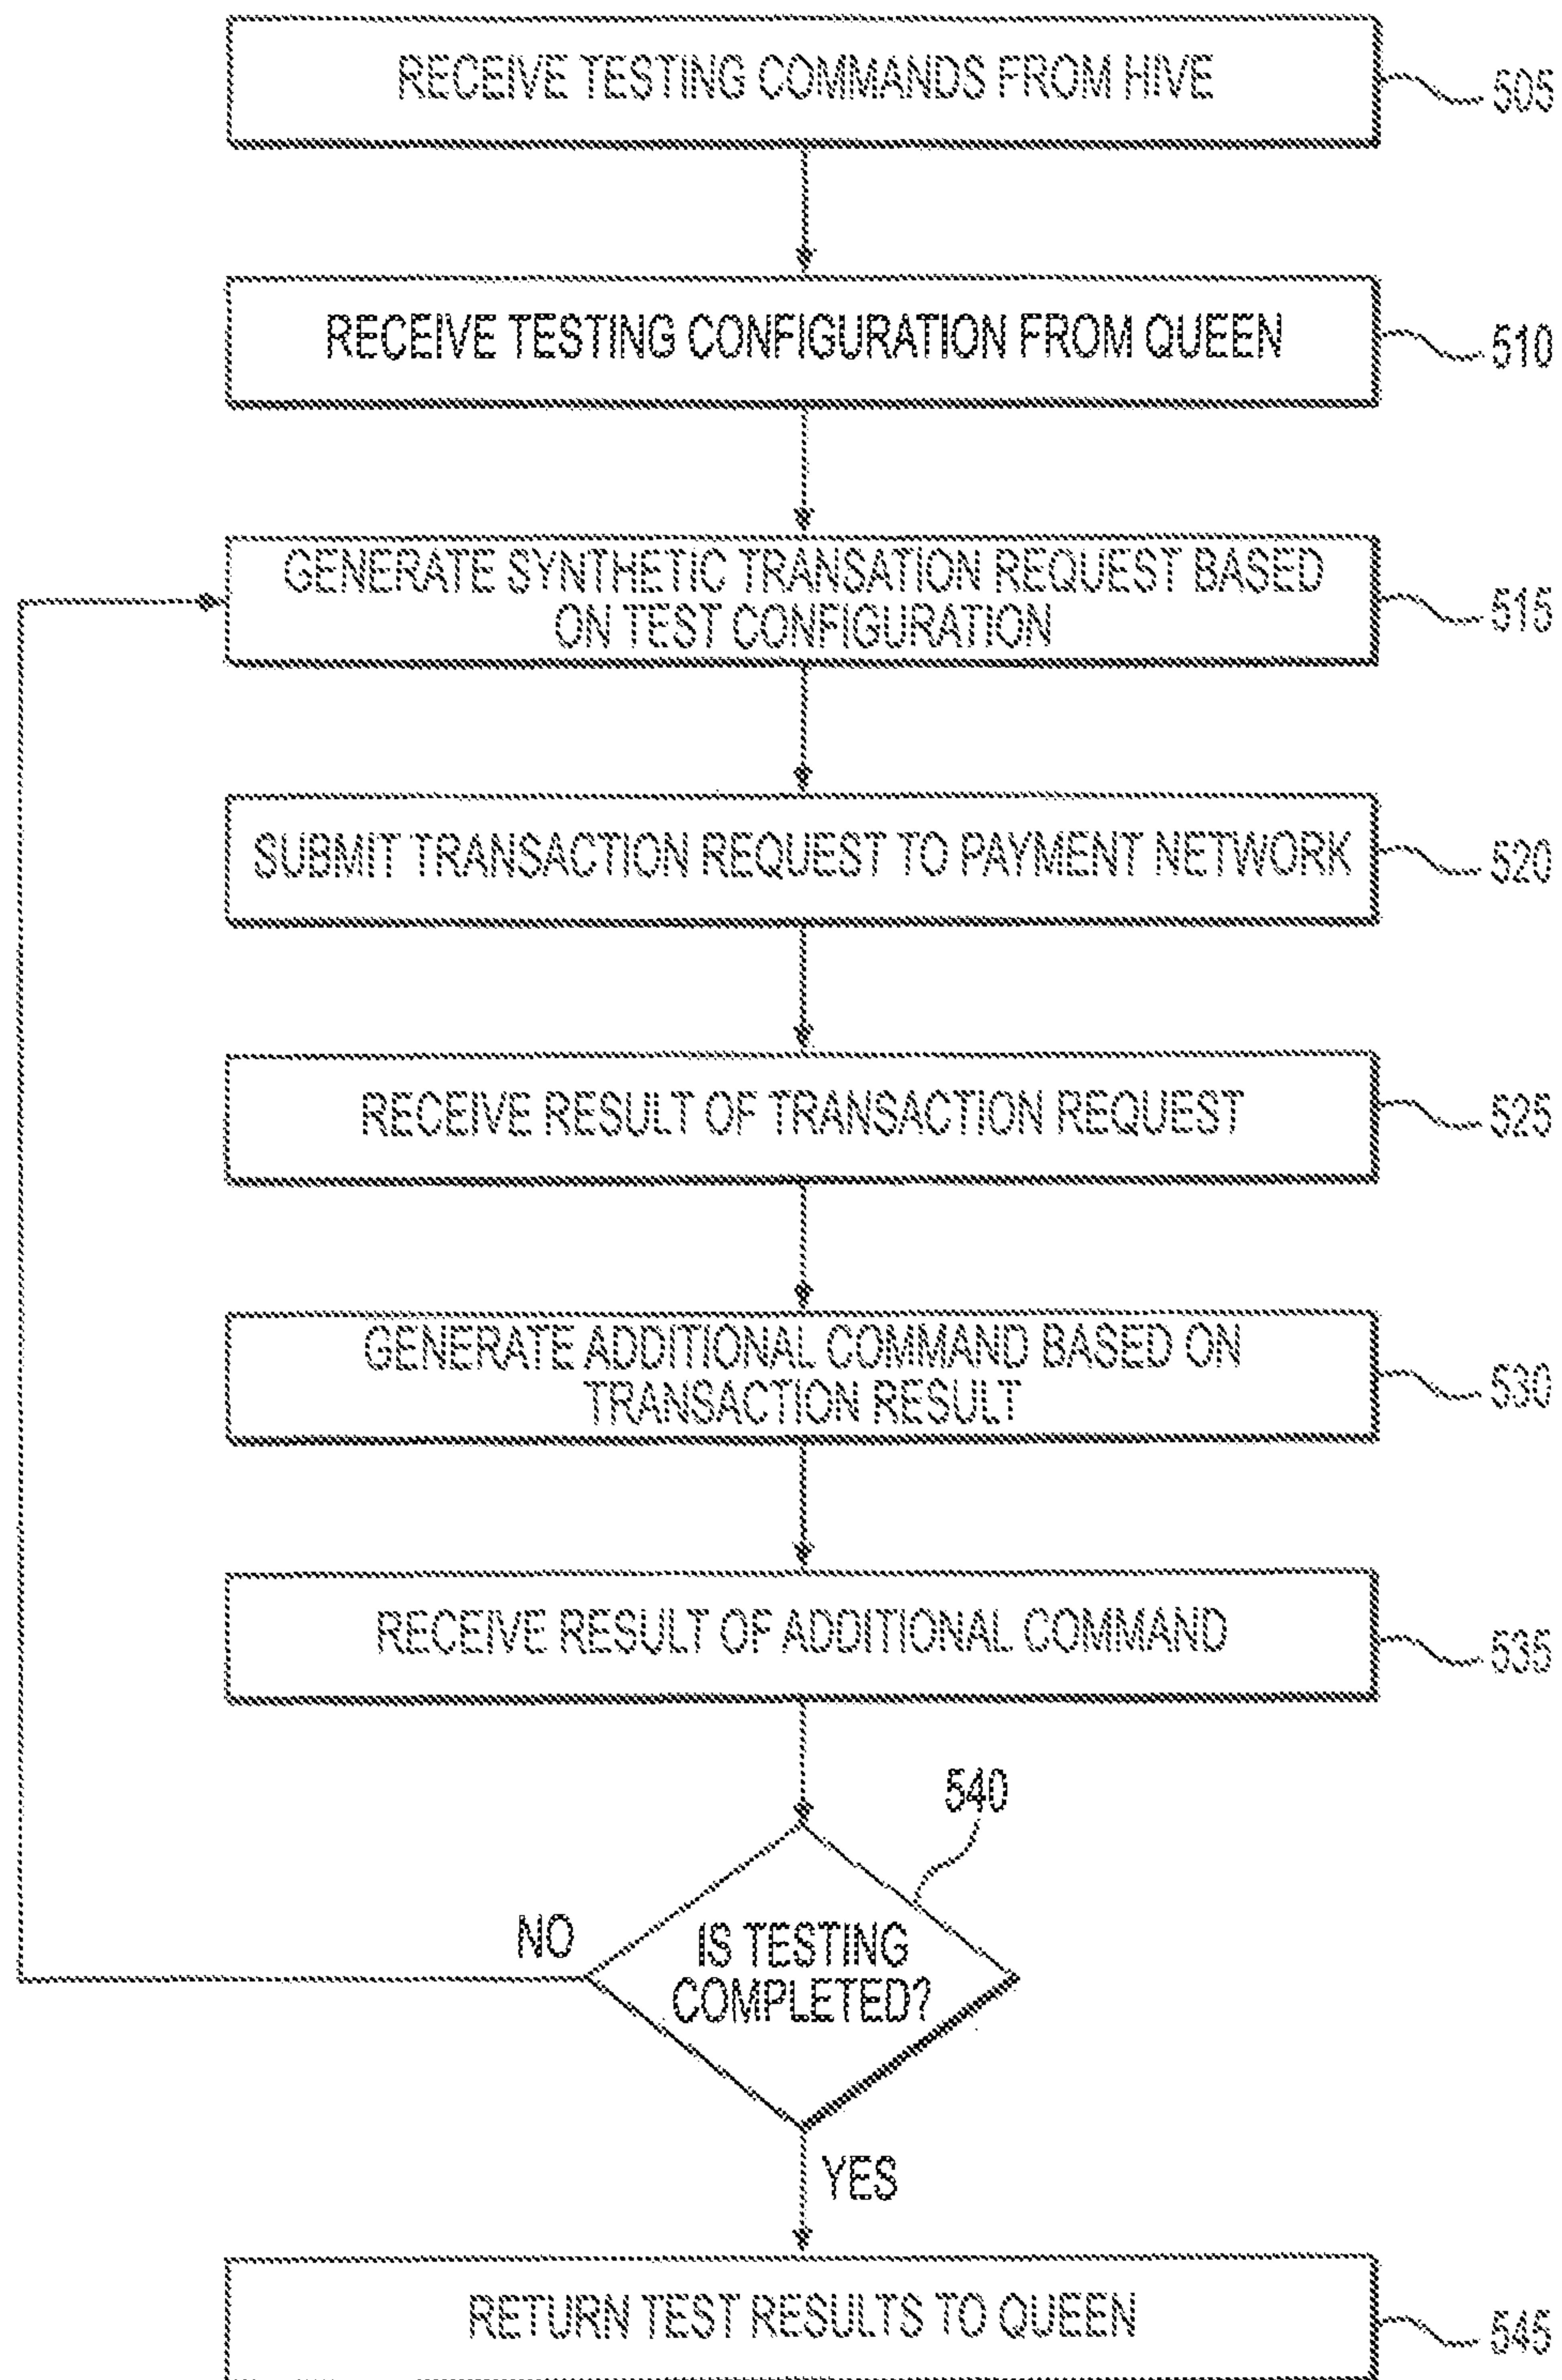 RECEIVE TESTING COMMANDS FROM HIVE
505
RECEIVE TESTING CONFIGURATION FROM QUEEN
510
GENERATE SYNTHETIC TRANSATION REQUEST BASED
ON TEST CONFIGURATION
515
SUBMIT TRANSACTION REQUEST TO PAYMENT NETWORK
520
RECEIVE RESULT OF TRANSACTION REQUEST
525
GENERATE ADDITIONAL COMMAND BASED ON
TRANSACTION RESULT
530
RECEIVE RESULT OF ADDITIONAL COMMAND
535
540
NO
IS TESTING
COMPLETED?
YES
RETURN TEST RESULTS TO QUEEN
545